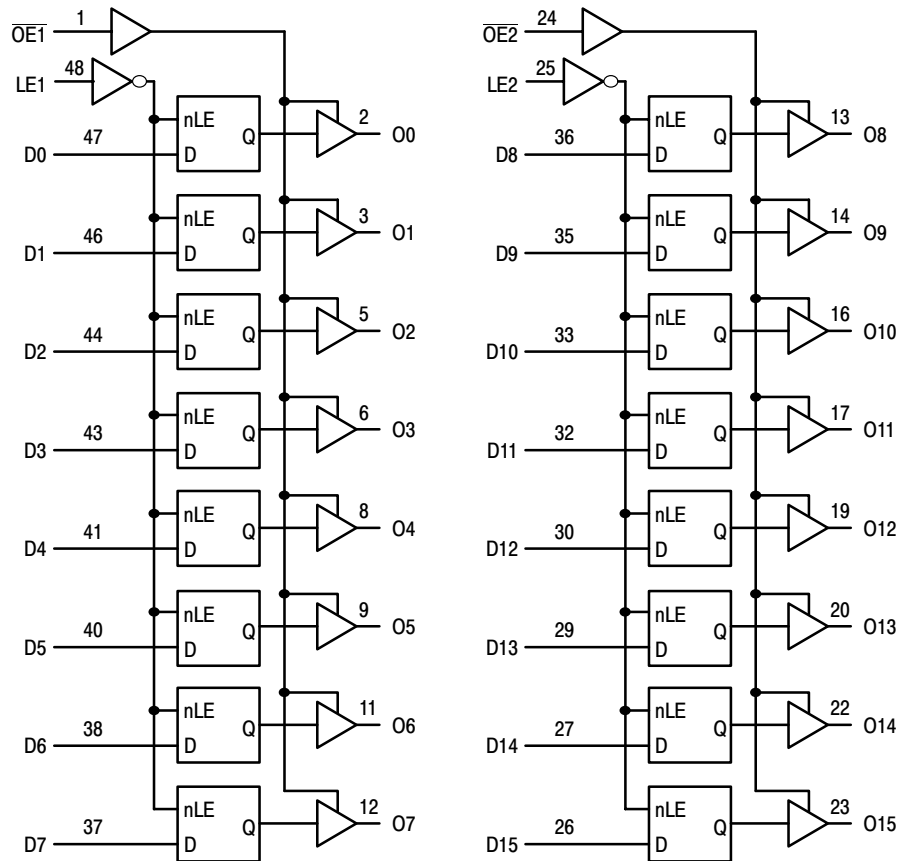 OE1 1
LE1 48
nLE Q 2 O0
D0 47 D
nLE Q 3 O1
D1 46 D
nLE Q 5 O2
D2 44 D
nLE Q 6 O3
D3 43 D
nLE Q 8 O4
D4 41 D
nLE Q 9 O5
D5 40 D
nLE Q 11 O6
D6 38 D
nLE Q 12 O7
D7 37 D
OE2 24
LE2 25
nLE Q 13 O8
D8 36 D
nLE Q 14 O9
D9 35 D
nLE Q 16 O10
D10 33 D
nLE Q 17 O11
D11 32 D
nLE Q 19 O12
D12 30 D
nLE Q 20 O13
D13 29 D
nLE Q 22 O14
D14 27 D
nLE Q 23 O15
D15 26 D